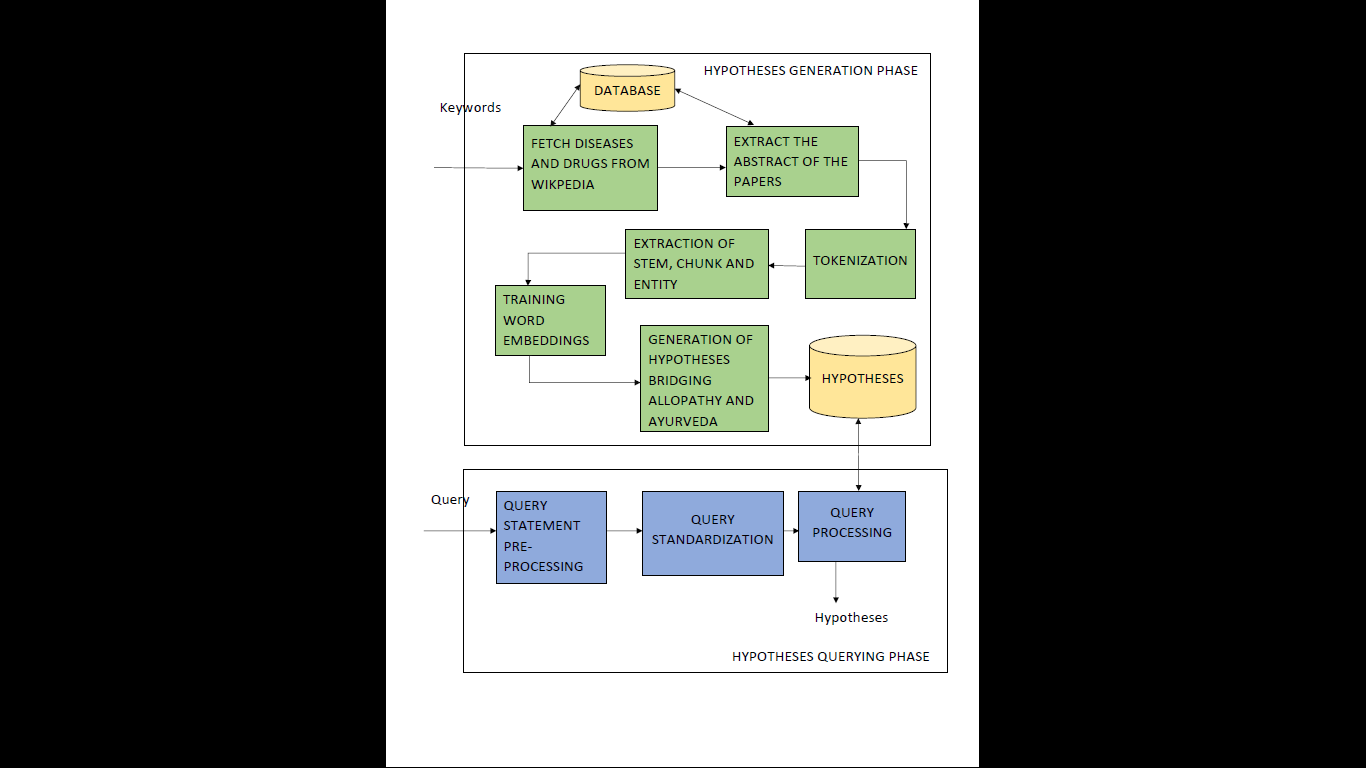 HYPOTHESES GENERATION PHASE
DATABASE
Keywords
FETCH DISEASES
AND DRUGS FROM
WIKPEDIA
EXTRACT THE
ABSTRACT OF THE
PAPERS
EXTRACTION OF
STEM, CHUNK AND
ENTITY
TOKENIZATION
TRAINING
WORD
EMBEDDINGS
GENERATION OF
HYPOTHESES
BRIDGING
ALLOPATHY AND
AYURVEDA
HYPOTHESES
Query
QUERY
STATEMENT
PRE-
PROCESSING
QUERY
STANDARDIZATION
QUERY
PROCESSING
Hypotheses
HYPOTHESES QUERYING PHASE